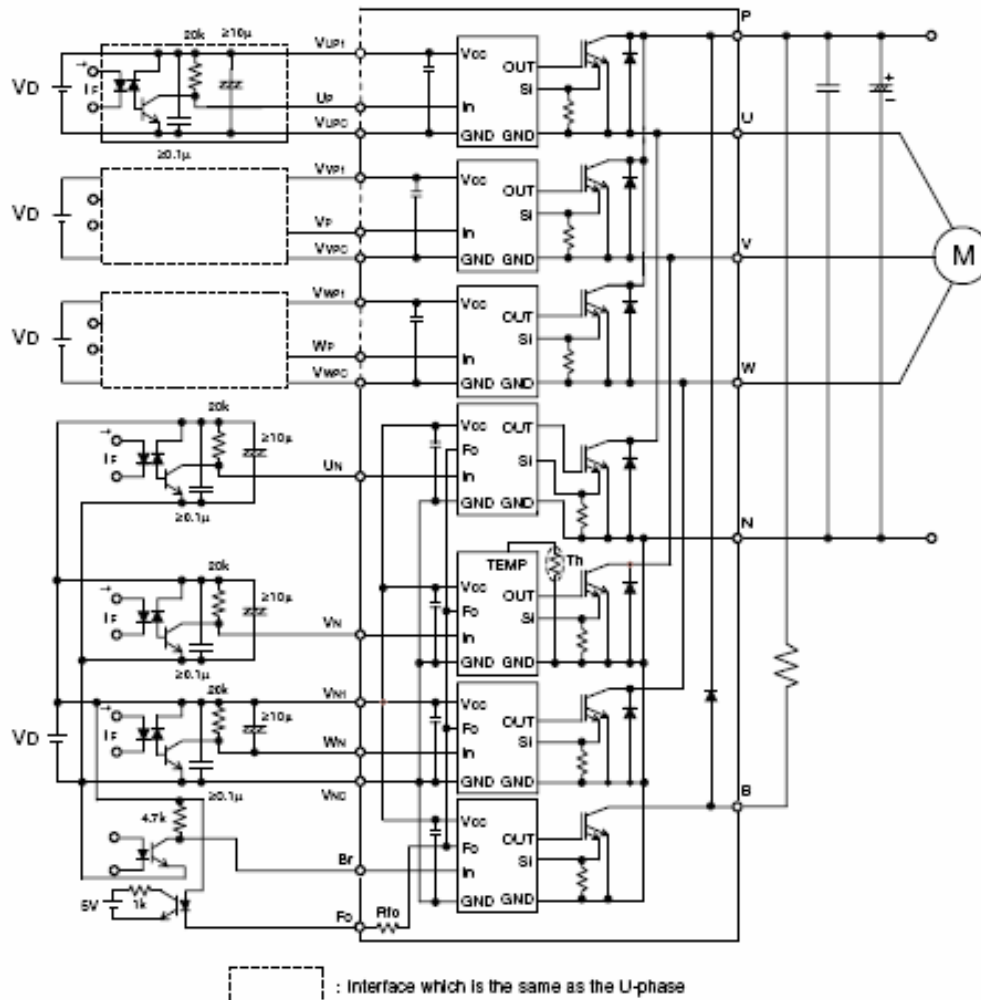 P
20k ≥10μ
VUP1
Vcc
OUT
Si
VD
IF
UP
In
VUPC
GND GND
U
≥0.1μ
VVP1
Vcc
OUT
Si
VD
VP
In
VVPC
GND GND
V
M
VWP1
Vcc
OUT
Si
VD
WP
In
VWPC
GND GND
W
20k
≥10μ
Vcc OUT
Fo
Si
IF
UN
In
GND GND
≥0.1μ
N
TEMP
Th
20k
≥10μ
Vcc
OUT
Fo
Si
IF
VN
In
GND GND
≥0.1μ
20k
≥10μ
VN1
Vcc
OUT
Fo
Si
VD
IF
WN
In
VNC
GND GND
≥0.1μ
B
4.7k
Vcc
OUT
Fo
Si
Br
In
GND GND
5V
1k
Fo
Rfo
: Interface which is the same as the U-phase